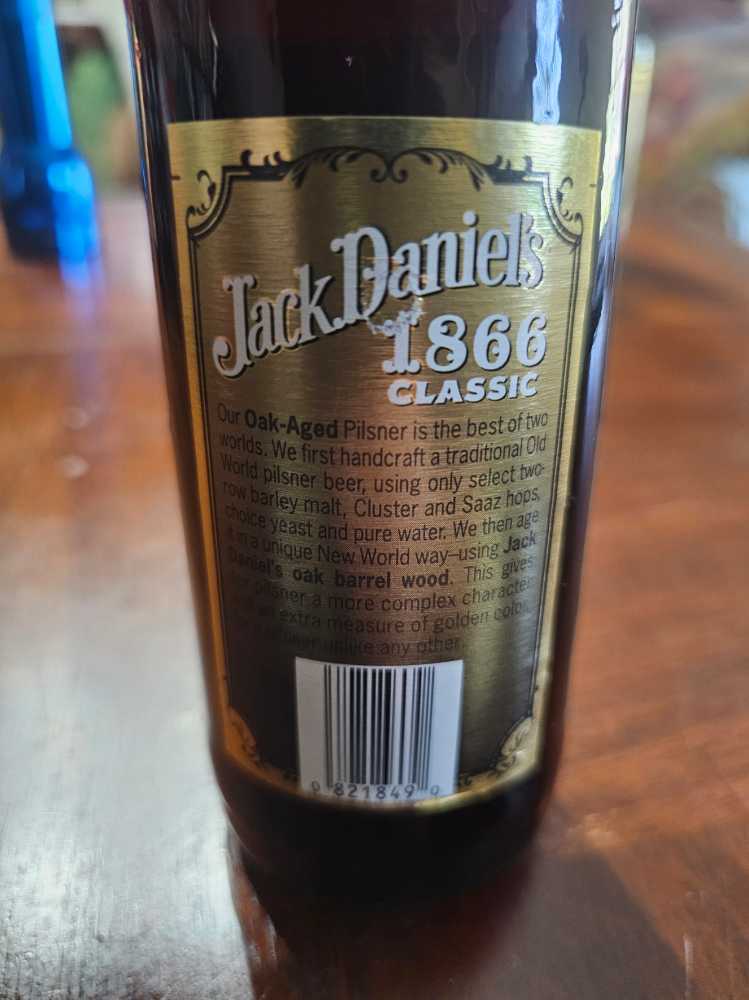 Jack Daniel's
1866
CLASSIC
Our Oak-Aged Pilsner is the best of two
worlds. We first handcraft a traditional Old
World pilsner beer, using only select two-
row barley malt, Cluster and Saaz hops,
choice yeast and pure water. We then age
it in a unique New World way–using Jack
Daniel's oak barrel wood. This gives
pilsner a more complex character
an extra measure of golden color.
unlike any other.
0 821849 0